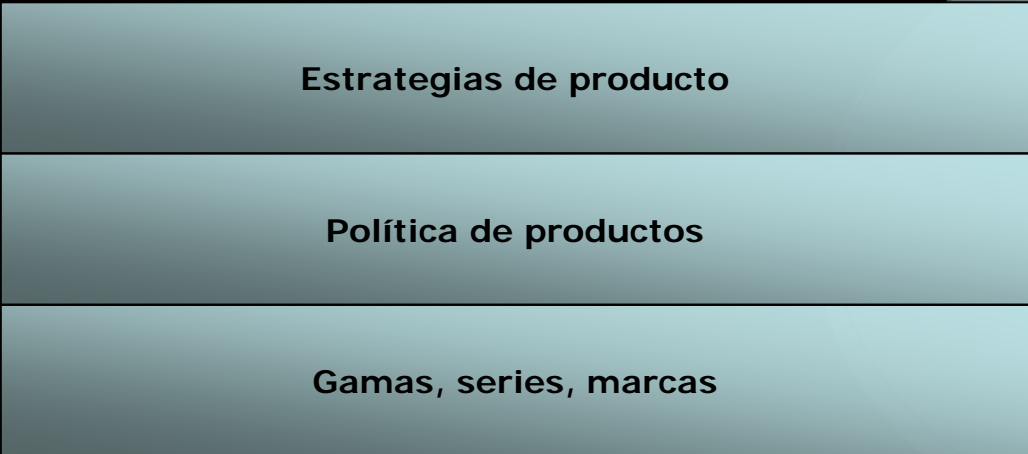 Estrategias de producto
Política de productos
Gamas, series, marcas